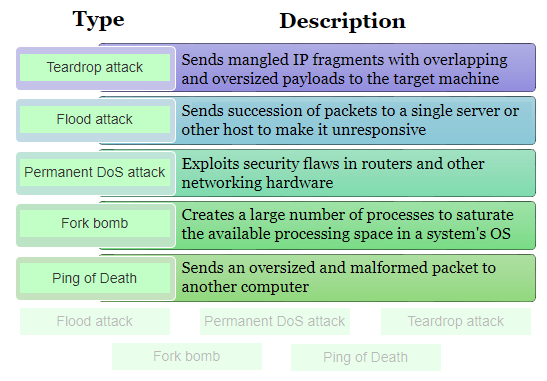 Type Description
Teardrop attack
Sends mangled IP fragments with overlapping
and oversized payloads to the target machine
Flood attack
Sends succession of packets to a single server or
other host to make it unresponsive
Permanent DoS attack
Exploits security flaws in routers and other
networking hardware
Fork bomb
Creates a large number of processes to saturate
the available processing space in a system's OS
Ping of Death
Sends an oversized and malformed packet to
another computer
Flood attack Permanent DoS attack Teardrop attack
Fork bomb Ping of Death